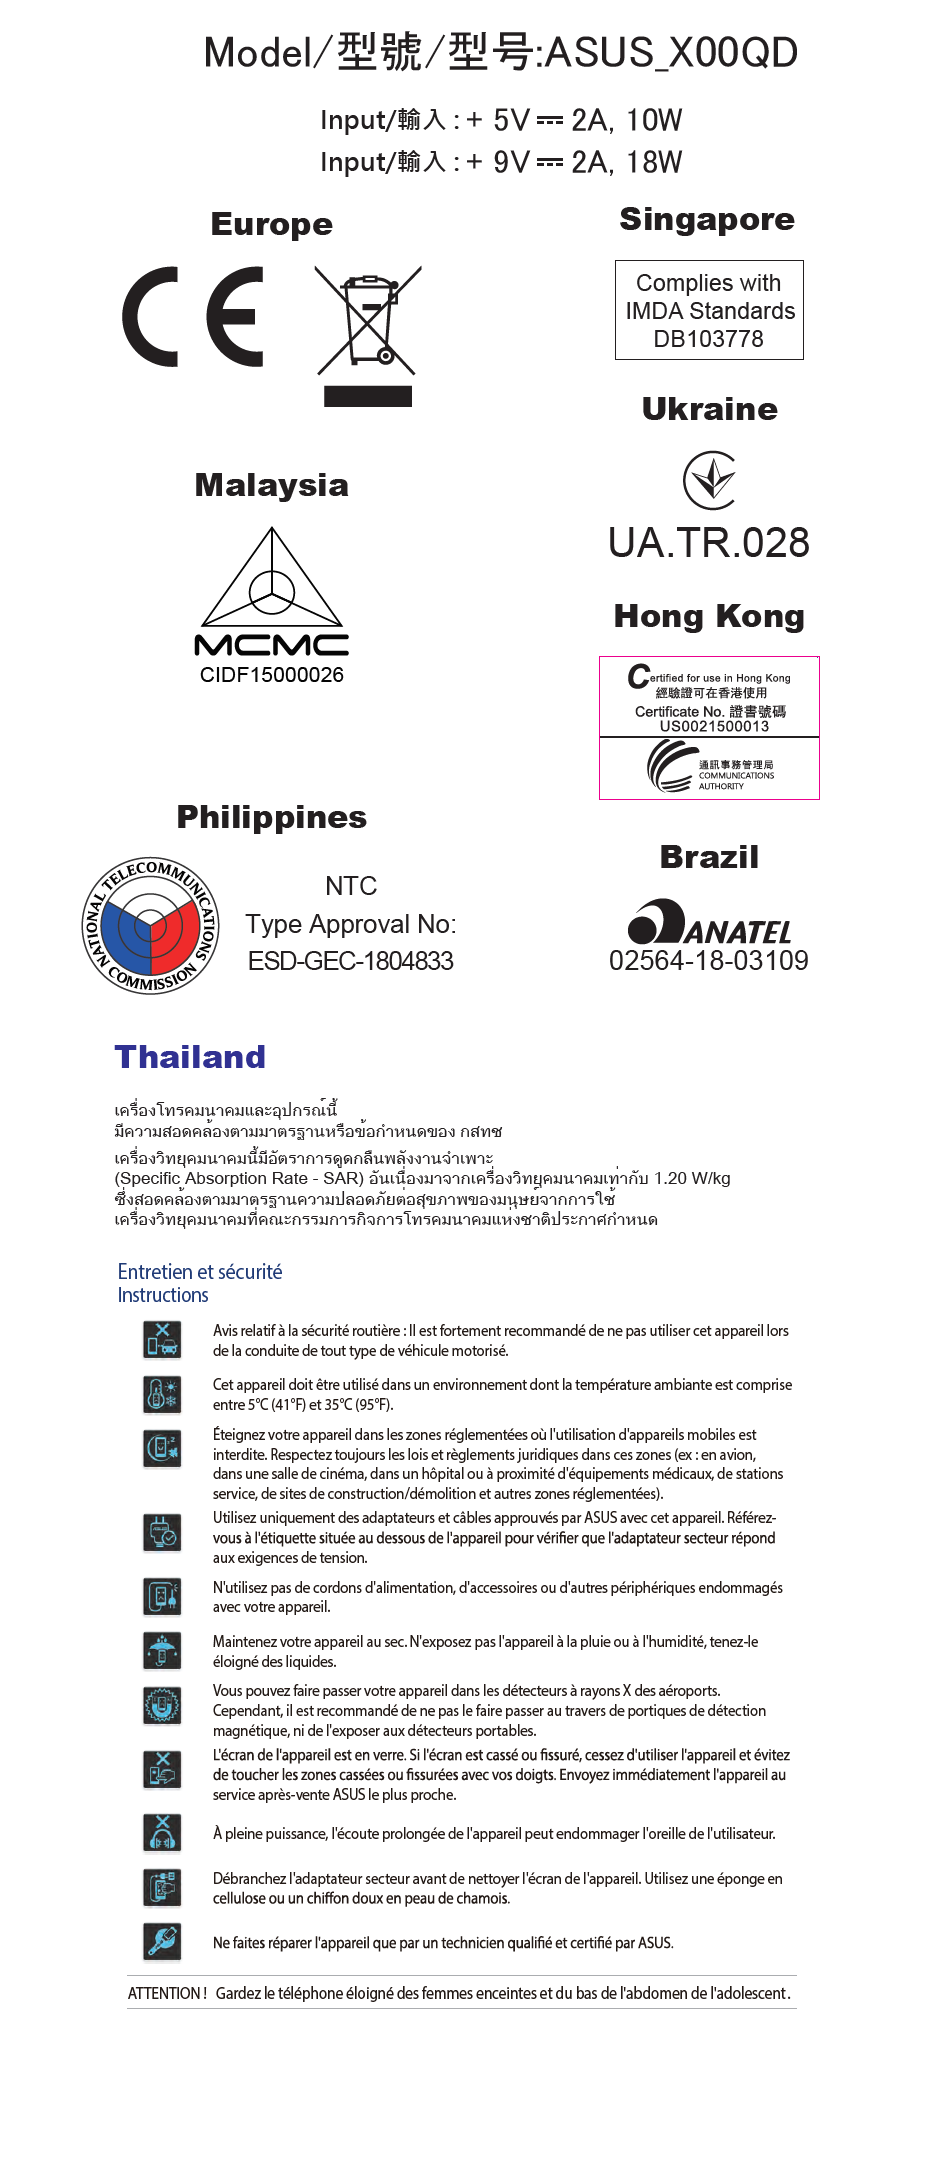 Model/型號/型号:ASUS_X00QD
Input/輸入 : + 5V ⎓ 2A, 10W
Input/輸入 : + 9V ⎓ 2A, 18W
Europe
CE
Singapore
Complies with
IMDA Standards
DB103778
Ukraine
UA.TR.028
Malaysia
MCMC
CIDF15000026
Hong Kong
Certified for use in Hong Kong
經驗證可在香港使用
Certificate No. 證書號碼
US0021500013
通訊事務管理局
COMMUNICATIONS
AUTHORITY
Philippines
NATIONAL TELECOMMUNICATIONS COMMISSION
NTC
Type Approval No:
ESD-GEC-1804833
Brazil
ANATEL
02564-18-03109
Thailand
เครื่องโทรคมนาคมและอุปกรณ์นี้
มีความสอดคล้องตามมาตรฐานหรือข้อกำหนดของ กสทช
เครื่องวิทยุคมนาคมนี้มีอัตราการดูดกลืนพลังงานจำเพาะ
(Specific Absorption Rate - SAR) อันเนื่องมาจากเครื่องวิทยุคมนาคมเท่ากับ 1.20 W/kg
ซึ่งสอดคล้องตามมาตรฐานความปลอดภัยต่อสุขภาพของมนุษย์จากการใช้
เครื่องวิทยุคมนาคมที่คณะกรรมการกิจการโทรคมนาคมแห่งชาติประกาศกำหนด
Entretien et sécurité
Instructions
Avis relatif à la sécurité routière : Il est fortement recommandé de ne pas utiliser cet appareil lors
de la conduite de tout type de véhicule motorisé.
Cet appareil doit être utilisé dans un environnement dont la température ambiante est comprise
entre 5°C (41°F) et 35°C (95°F).
Éteignez votre appareil dans les zones réglementées où l'utilisation d'appareils mobiles est
interdite. Respectez toujours les lois et règlements juridiques dans ces zones (ex : en avion,
dans une salle de cinéma, dans un hôpital ou à proximité d'équipements médicaux, de stations
service, de sites de construction/démolition et autres zones réglementées).
Utilisez uniquement des adaptateurs et câbles approuvés par ASUS avec cet appareil. Référez-
vous à l'étiquette située au dessous de l'appareil pour vérifier que l'adaptateur secteur répond
aux exigences de tension.
N'utilisez pas de cordons d'alimentation, d'accessoires ou d'autres périphériques endommagés
avec votre appareil.
Maintenez votre appareil au sec. N'exposez pas l'appareil à la pluie ou à l'humidité, tenez-le
éloigné des liquides.
Vous pouvez faire passer votre appareil dans les détecteurs à rayons X des aéroports.
Cependant, il est recommandé de ne pas le faire passer au travers de portiques de détection
magnétique, ni de l'exposer aux détecteurs portables.
L'écran de l'appareil est en verre. Si l'écran est cassé ou fissuré, cessez d'utiliser l'appareil et évitez
de toucher les zones cassées ou fissurées avec vos doigts. Envoyez immédiatement l'appareil au
service après-vente ASUS le plus proche.
À pleine puissance, l'écoute prolongée de l'appareil peut endommager l'oreille de l'utilisateur.
Débranchez l'adaptateur secteur avant de nettoyer l'écran de l'appareil. Utilisez une éponge en
cellulose ou un chiffon doux en peau de chamois.
Ne faites réparer l'appareil que par un technicien qualifié et certifié par ASUS.
ATTENTION ! Gardez le téléphone éloigné des femmes enceintes et du bas de l'abdomen de l'adolescent.